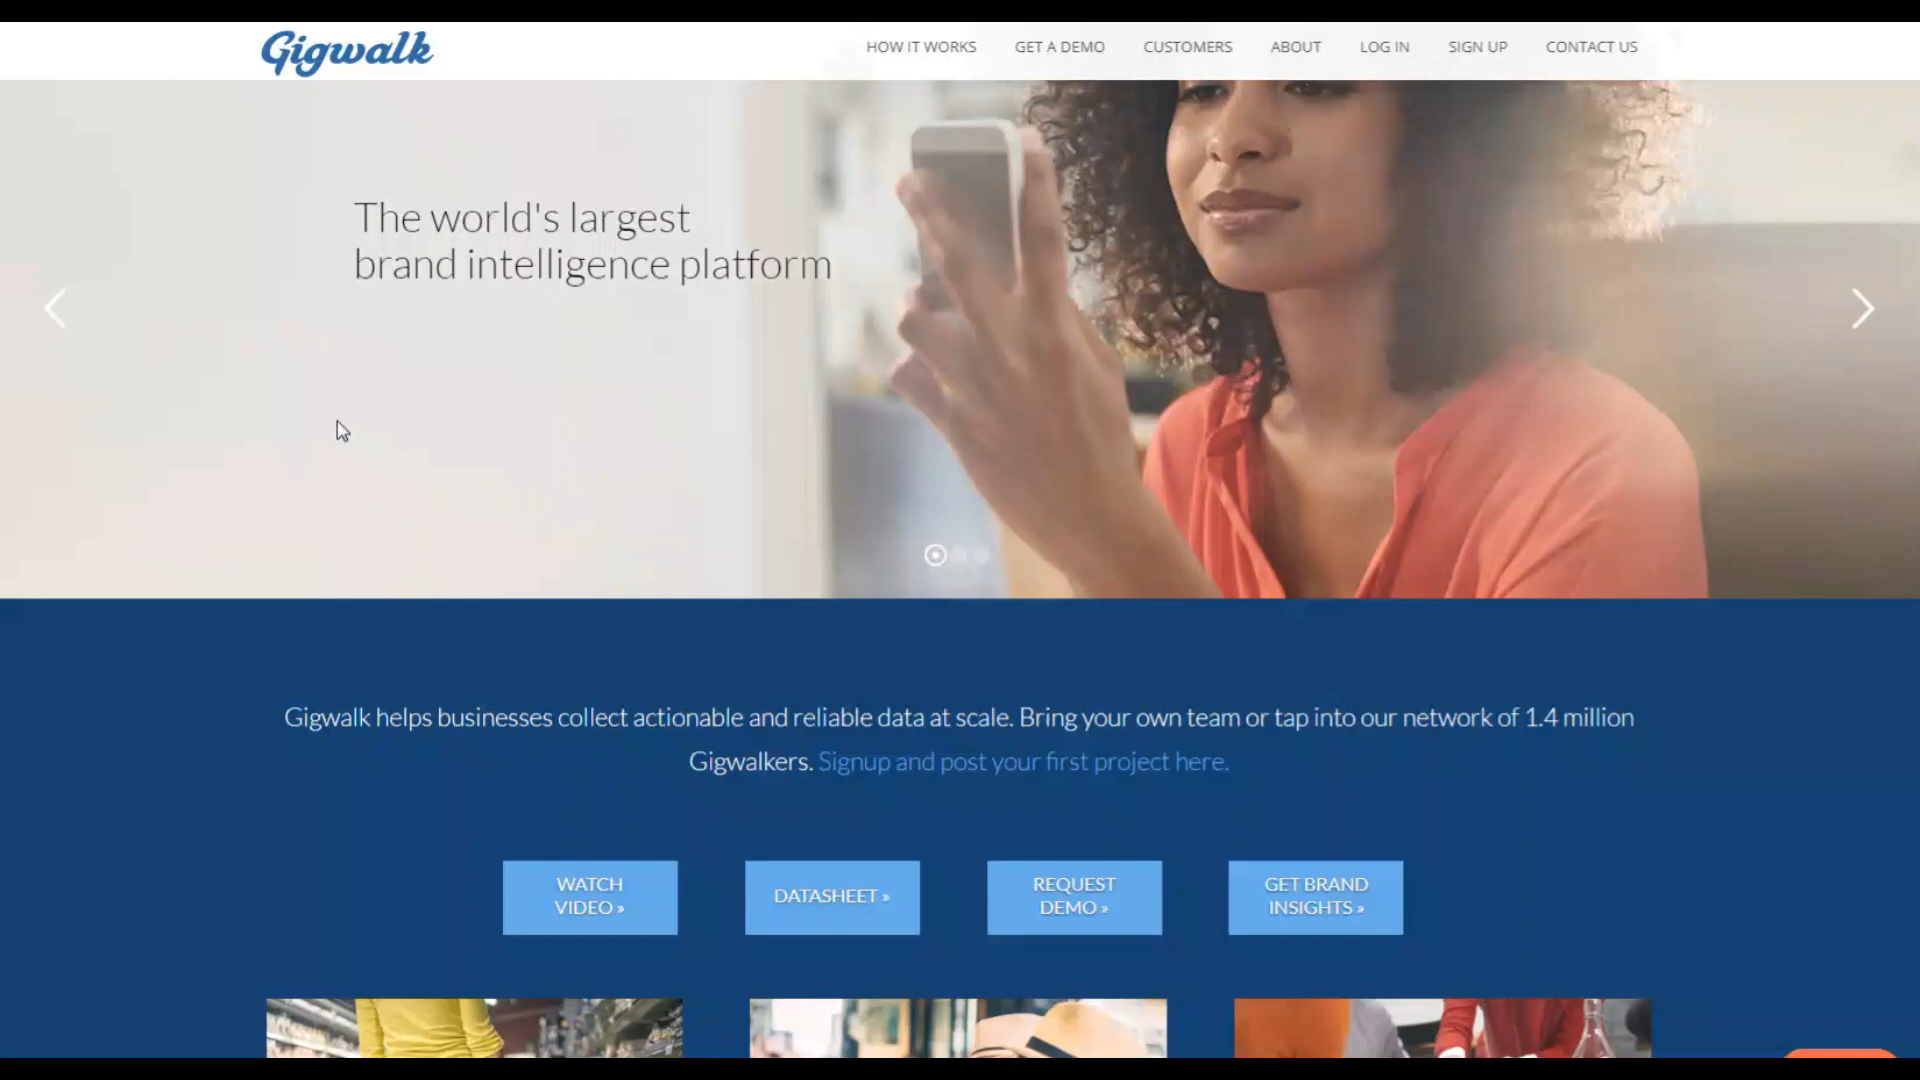 Gigwalk
HOW IT WORKS GET A DEMO CUSTOMERS ABOUT LOG IN SIGN UP CONTACT US
The world's largest
brand intelligence platform
Gigwalk helps businesses collect actionable and reliable data at scale. Bring your own team or tap into our network of 1.4 million
Gigwalkers. Signup and post your first project here.
WATCH
VIDEO »
DATASHEET »
REQUEST
DEMO »
GET BRAND
INSIGHTS »